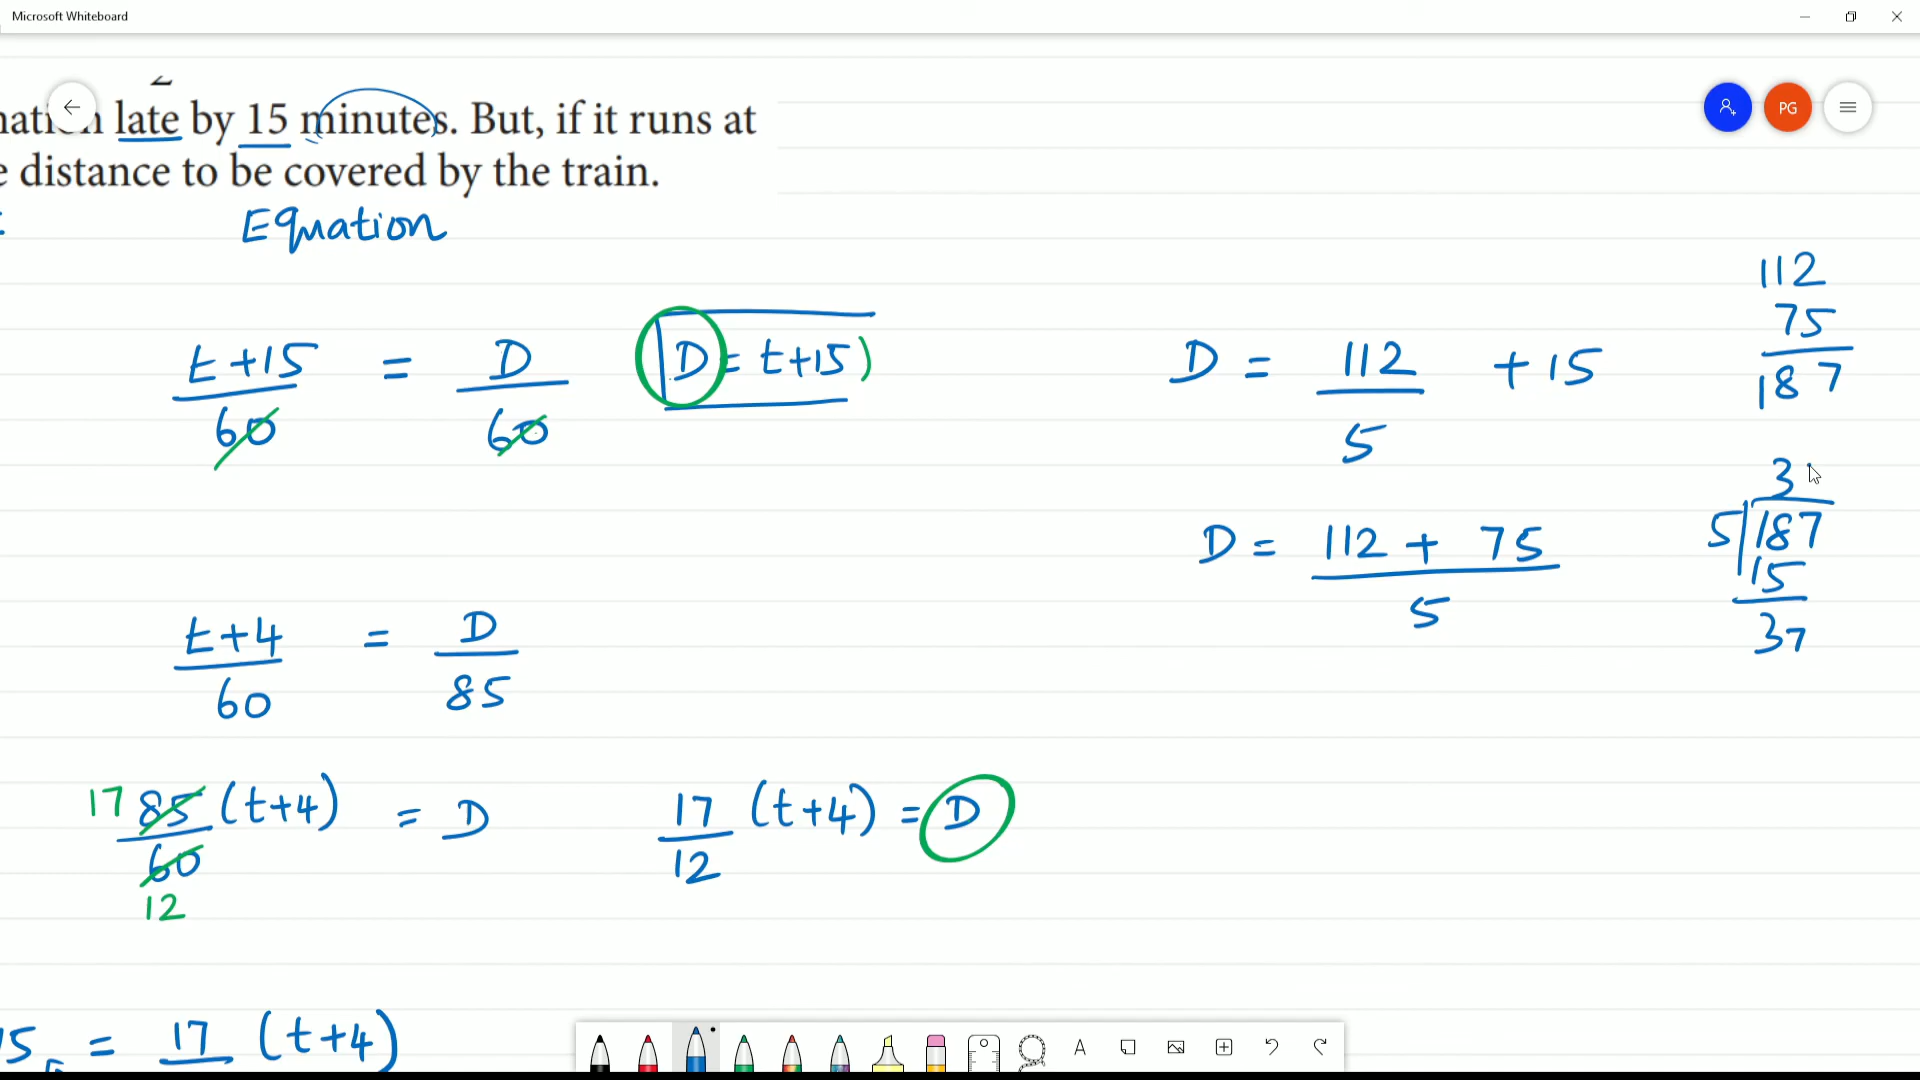 Microsoft Whiteboard
late by 15 minutes. But, if it runs at
distance to be covered by the train.
PG
Equation
t+15 = D
60 60
D = t+15)
D = 112 + 15
5
112
75
187
D = 112 + 75
5
3
5 187
15
37
t+4 = D
60 85
17 85 (t+4) = D
60
12
17 (t+4) = D
12
= 17 (t+4)
A